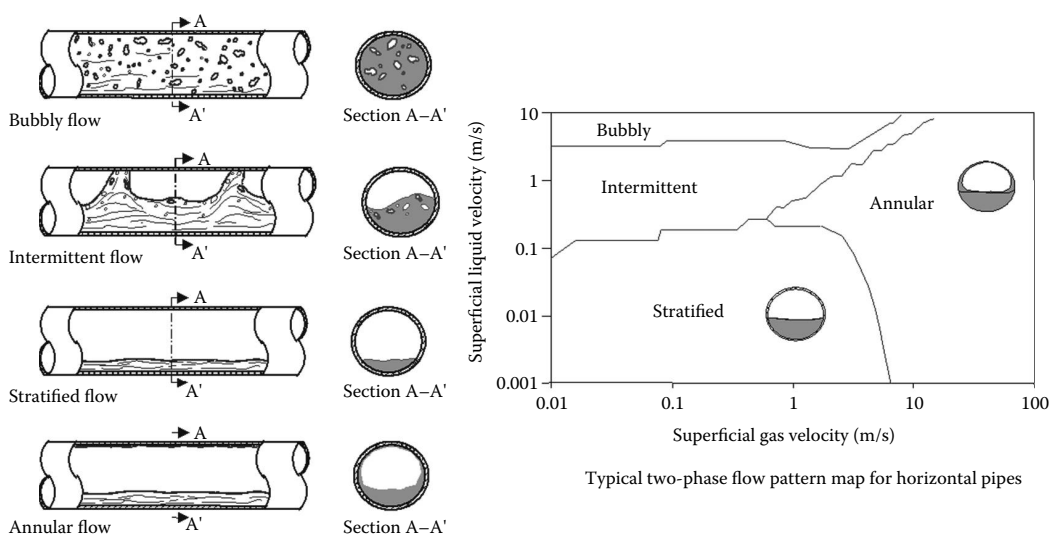 A
A'
Bubbly flow
Section A–A'
A
A'
Intermittent flow
Section A–A'
A
A'
Stratified flow
Section A–A'
A
A'
Annular flow
Section A–A'
Superficial liquid velocity (m/s)
10
1
0.1
0.01
0.001
Bubbly
Intermittent
Annular
Stratified
0.01 0.1 1 10 100
Superficial gas velocity (m/s)
Typical two-phase flow pattern map for horizontal pipes